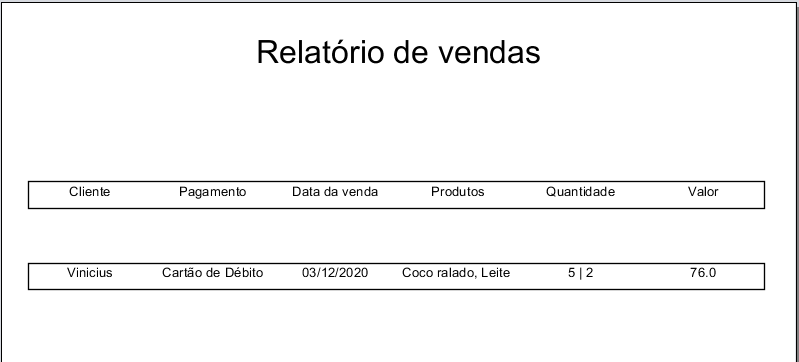 Relatório de vendas
Cliente Pagamento Data da venda Produtos Quantidade Valor
Vinicius Cartão de Débito 03/12/2020 Coco ralado, Leite 5 | 2 76.0